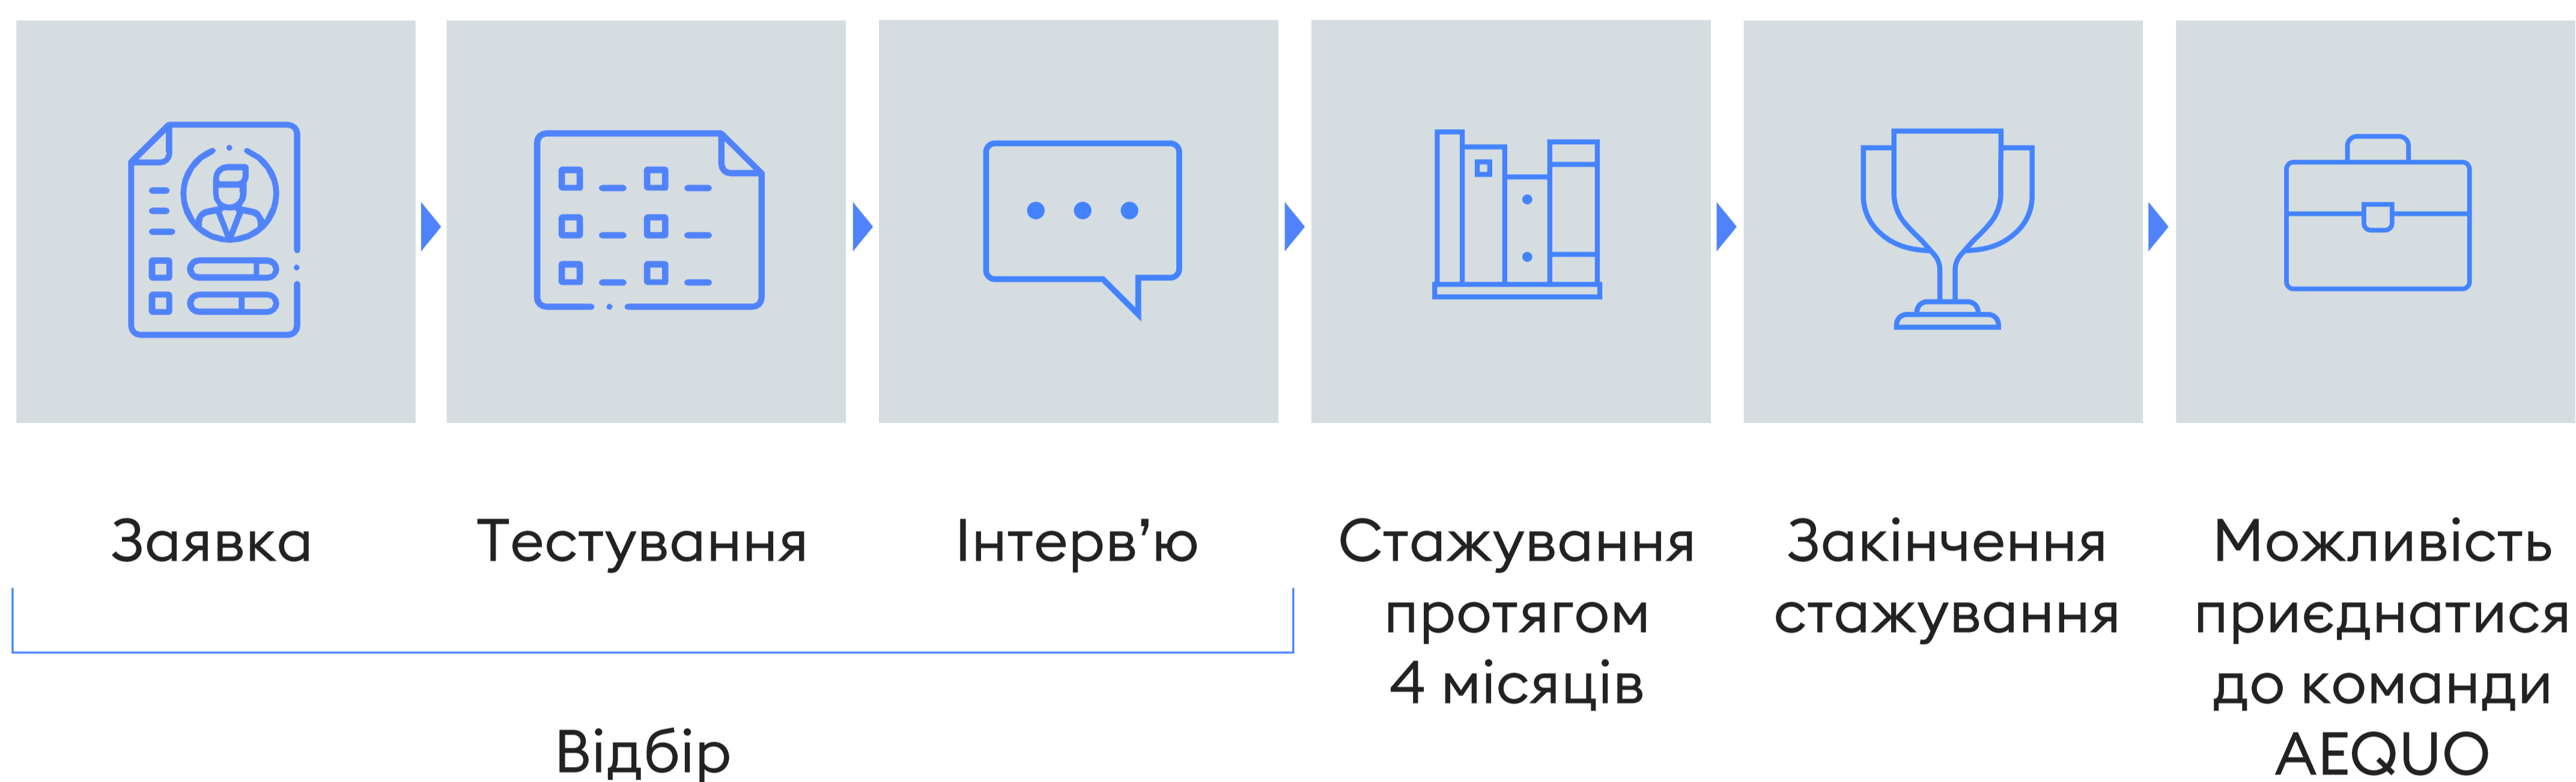 Заявка
Тестування
Інтерв’ю
Стажування
протягом
4 місяців
Закінчення
стажування
Можливість
приєднатися
до команди
AEQUO
Відбір